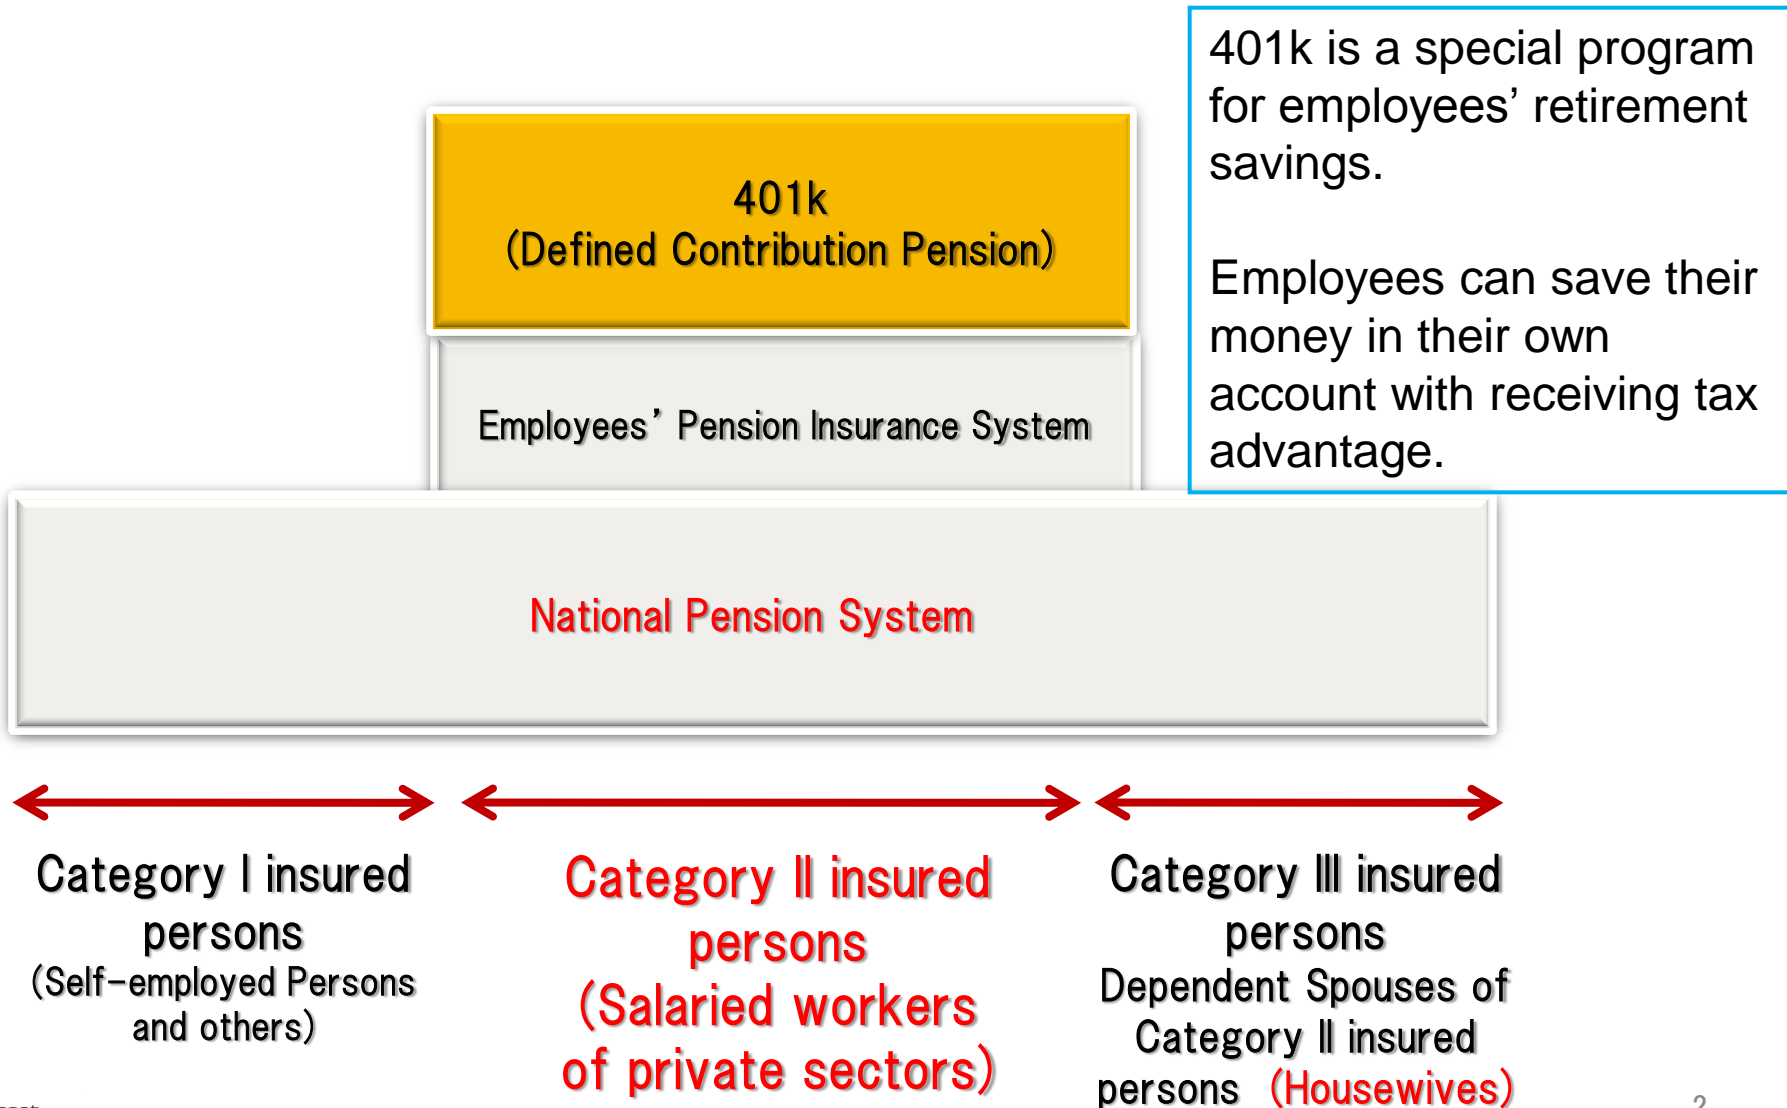 401k is a special program
for employees’ retirement
savings.
Employees can save their
money in their own
account with receiving tax
advantage.
401k
(Defined Contribution Pension)
Employees’ Pension Insurance System
National Pension System
Category Ⅰ insured
persons
(Self-employed Persons
and others)
Category Ⅱ insured
persons
(Salaried workers
of private sectors)
Category Ⅲ insured
persons
Dependent Spouses of
Category Ⅱ insured
persons (Housewives)
2